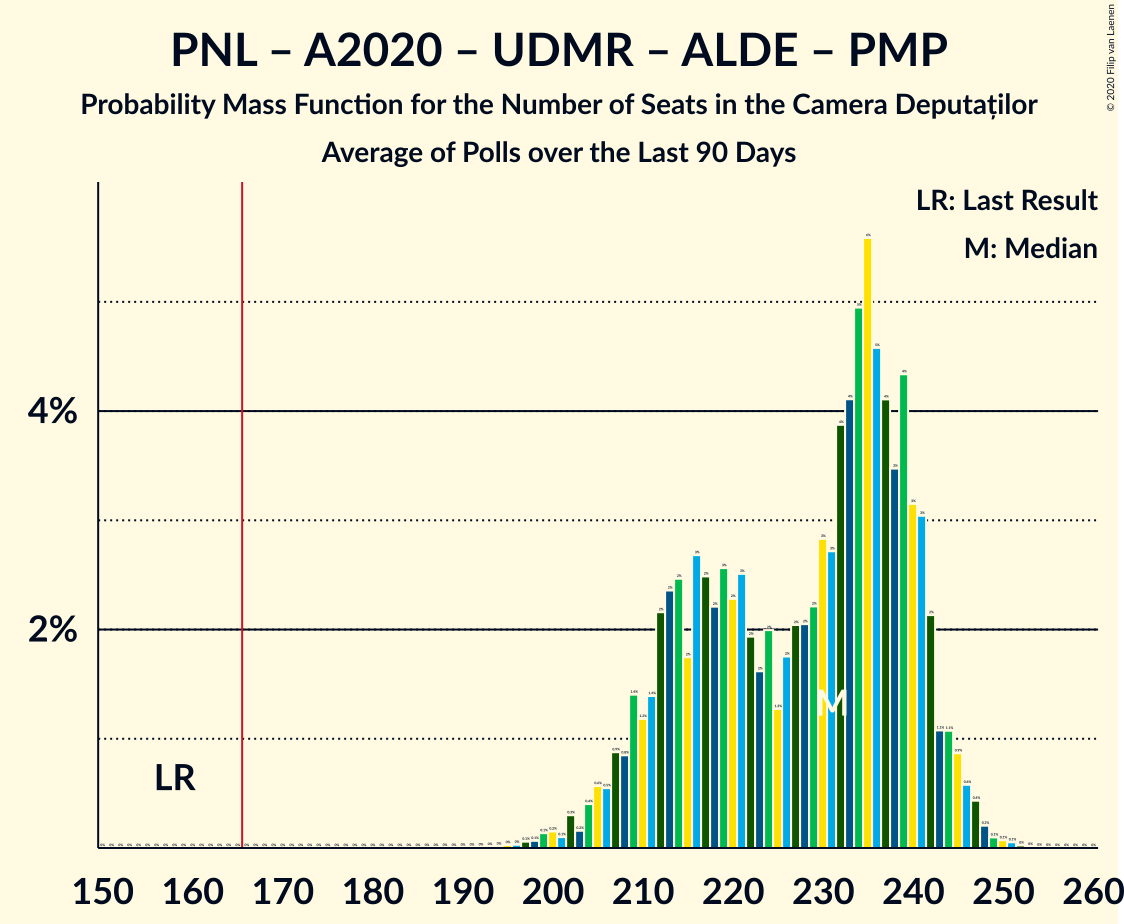 PNL – A2020 – UDMR – ALDE – PMP
Probability Mass Function for the Number of Seats in the Camera Deputaților
Average of Polls over the Last 90 Days
© 2020 Filip van Laenen
LR: Last Result
M: Median
4%
2%
LR
M
150 160 170 180 190 200 210 220 230 240 250 260